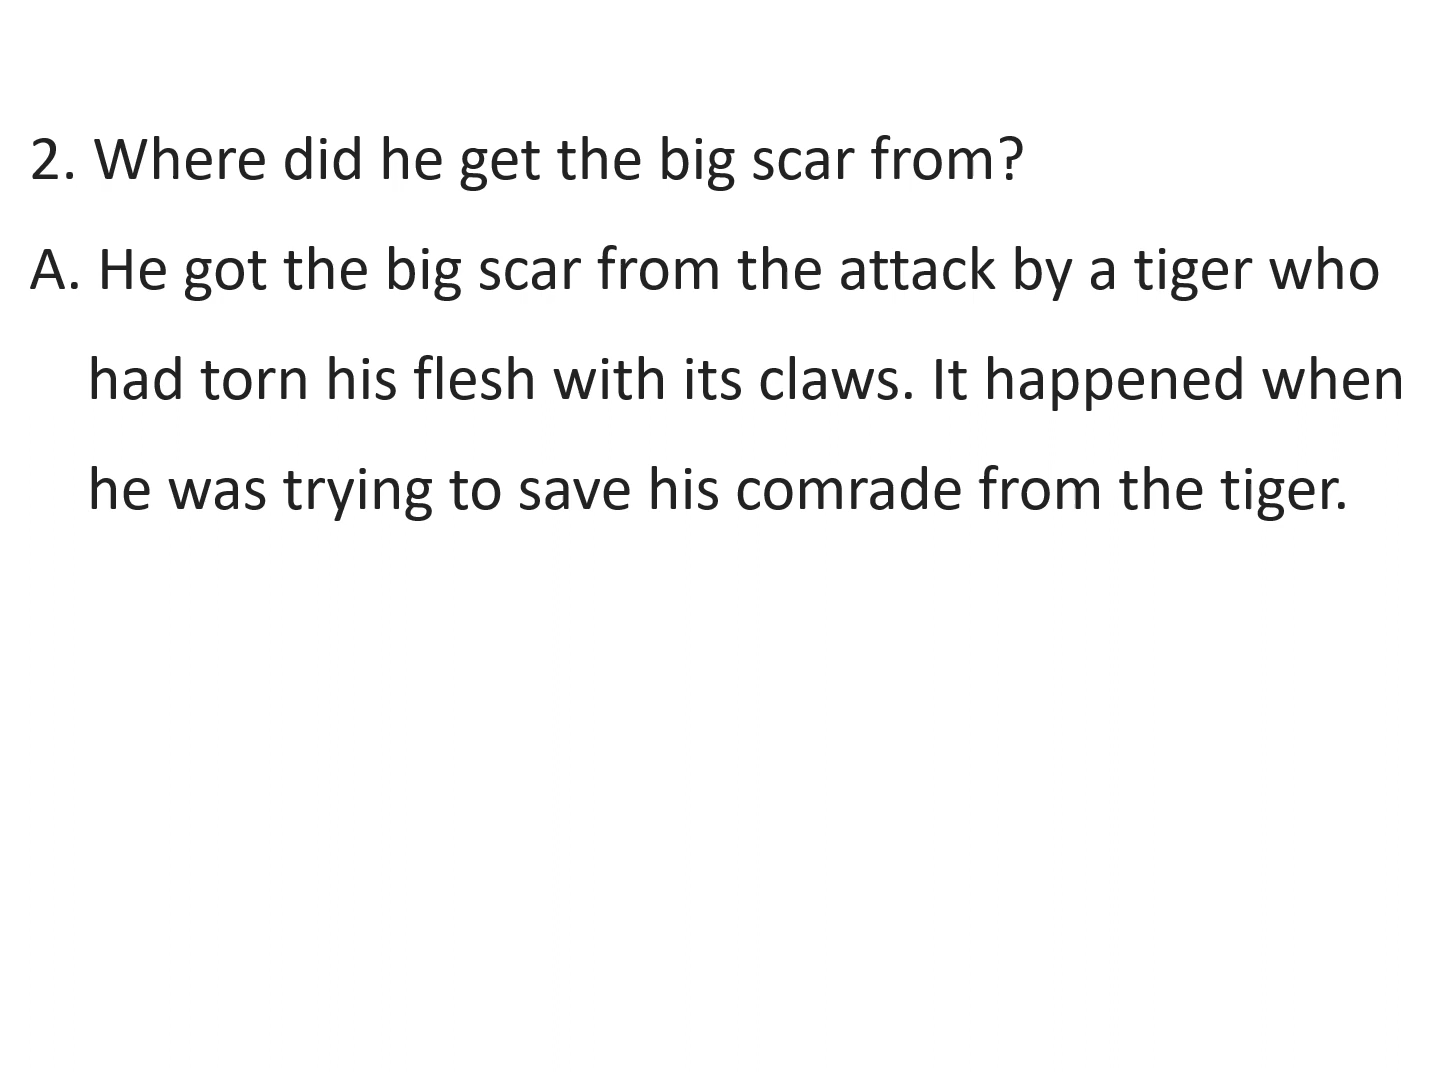 2. Where did he get the big scar from?
A. He got the big scar from the attack by a tiger who
had torn his flesh with its claws. It happened when
he was trying to save his comrade from the tiger.